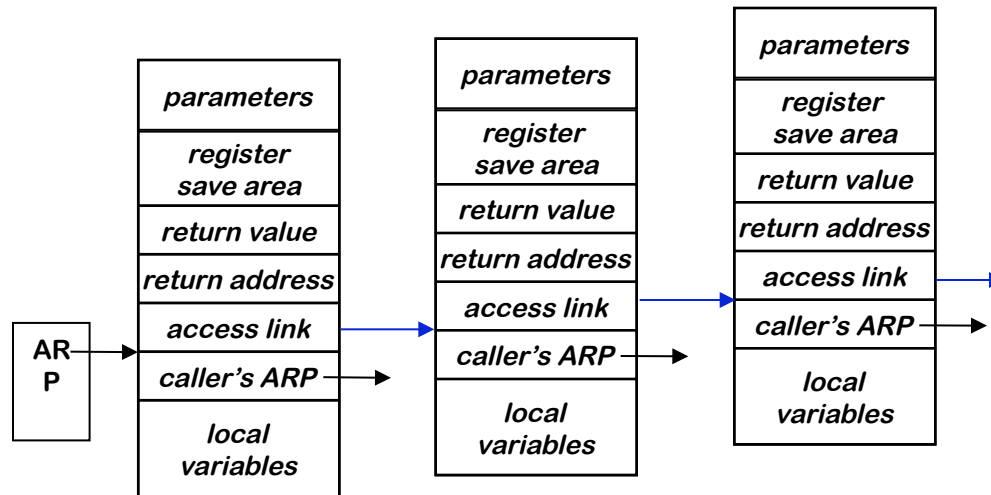 AR
P
parameters
register
save area
return value
return address
access link
caller's ARP
local
variables
parameters
register
save area
return value
return address
access link
caller's ARP
local
variables
parameters
register
save area
return value
return address
access link
caller's ARP
local
variables